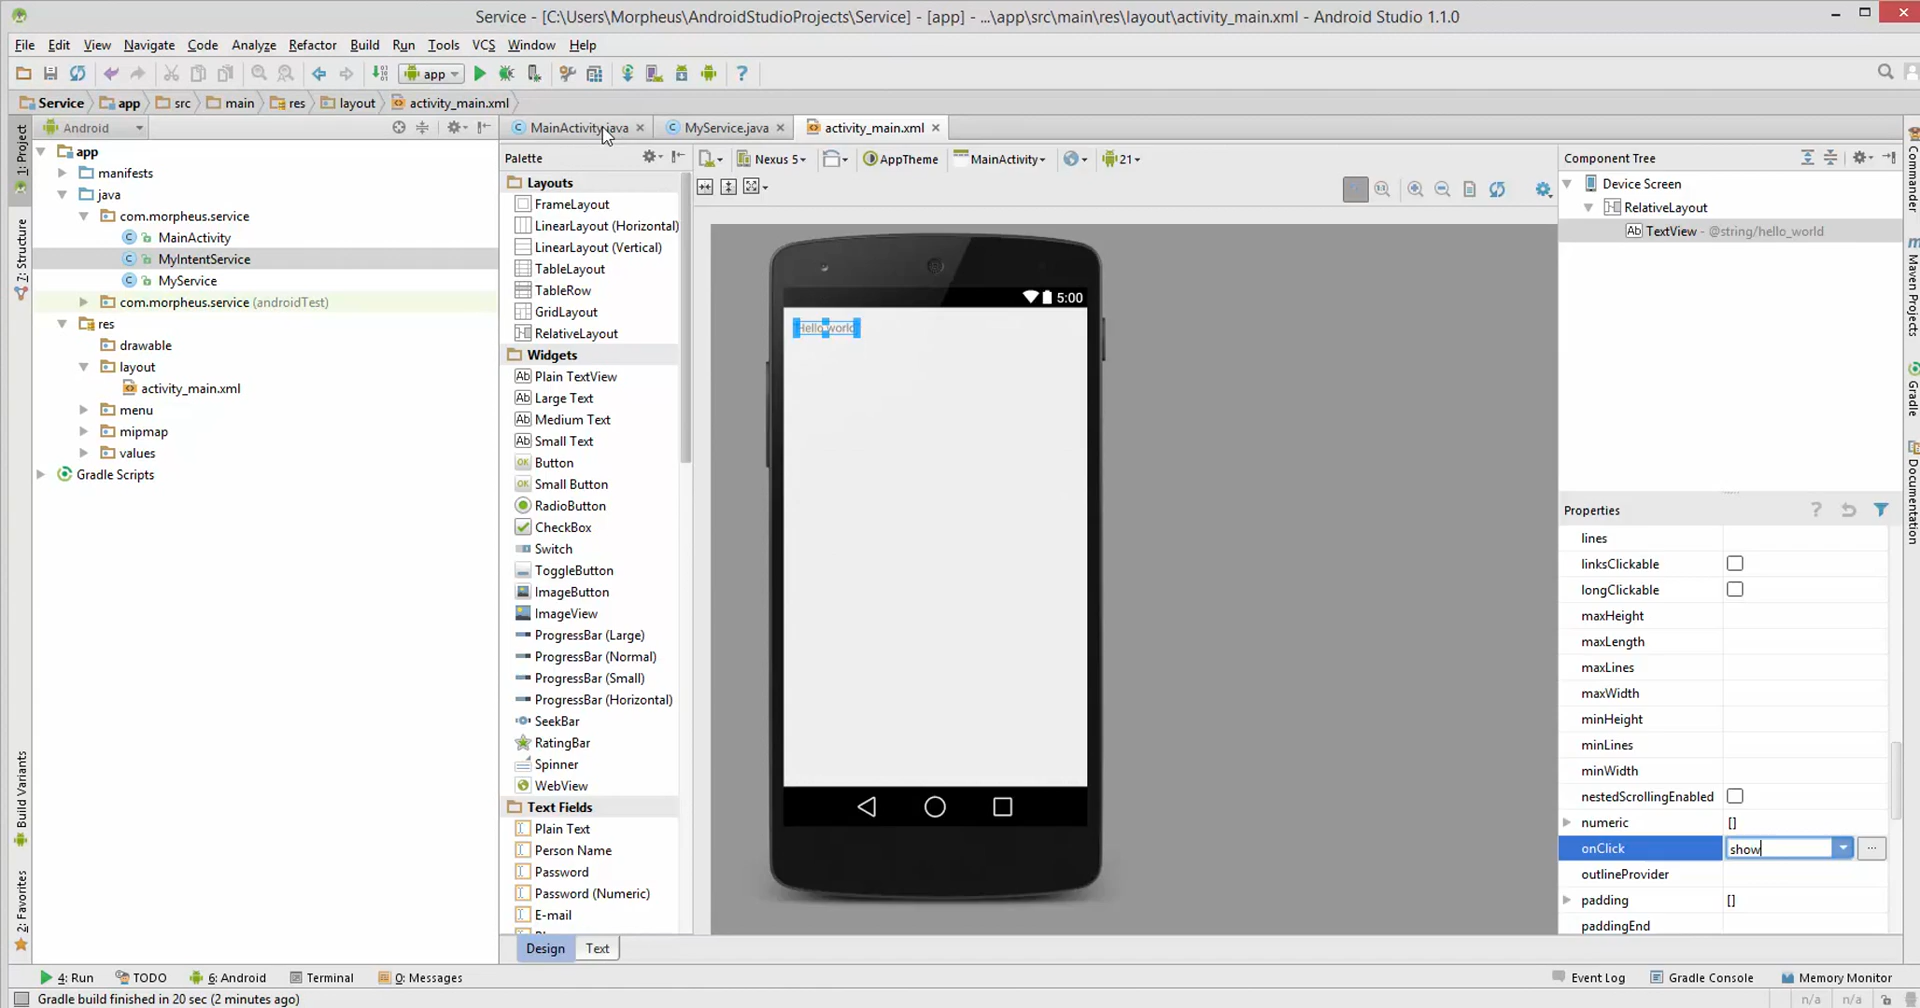 Service - [C:\Users\Morpheus\AndroidStudioProjects\Service] - [app] - ...\app\src\main\res\layout\activity_main.xml - Android Studio 1.1.0
File Edit View Navigate Code Analyze Refactor Build Run Tools VCS Window Help
app
Service app src main res layout activity_main.xml
Android
MainActivity.java MyService.java activity_main.xml
1: Project
7: Structure
Build Variants
2: Favorites
app
manifests
java
com.morpheus.service
MainActivity
MyIntentService
MyService
com.morpheus.service (androidTest)
res
drawable
layout
activity_main.xml
menu
mipmap
values
Gradle Scripts
Palette
Layouts
FrameLayout
LinearLayout (Horizontal)
LinearLayout (Vertical)
TableLayout
TableRow
GridLayout
RelativeLayout
Widgets
Ab Plain TextView
Ab Large Text
Ab Medium Text
Ab Small Text
OK Button
OK Small Button
RadioButton
CheckBox
Switch
ToggleButton
ImageButton
ImageView
ProgressBar (Large)
ProgressBar (Normal)
ProgressBar (Small)
ProgressBar (Horizontal)
SeekBar
RatingBar
Spinner
WebView
Text Fields
Plain Text
Person Name
Password
Password (Numeric)
E-mail
Design Text
Nexus 5 AppTheme MainActivity 21
5:00
Hello world
Component Tree
Device Screen
RelativeLayout
Ab TextView - @string/hello_world
Properties
lines
linksClickable
longClickable
maxHeight
maxLength
maxLines
maxWidth
minHeight
minLines
minWidth
nestedScrollingEnabled
numeric []
onClick show ...
outlineProvider
padding []
paddingEnd
Commander
Maven Projects
Gradle
Documentation
4: Run TODO 6: Android Terminal 0: Messages Event Log Gradle Console Memory Monitor
Gradle build finished in 20 sec (2 minutes ago) n/a n/a